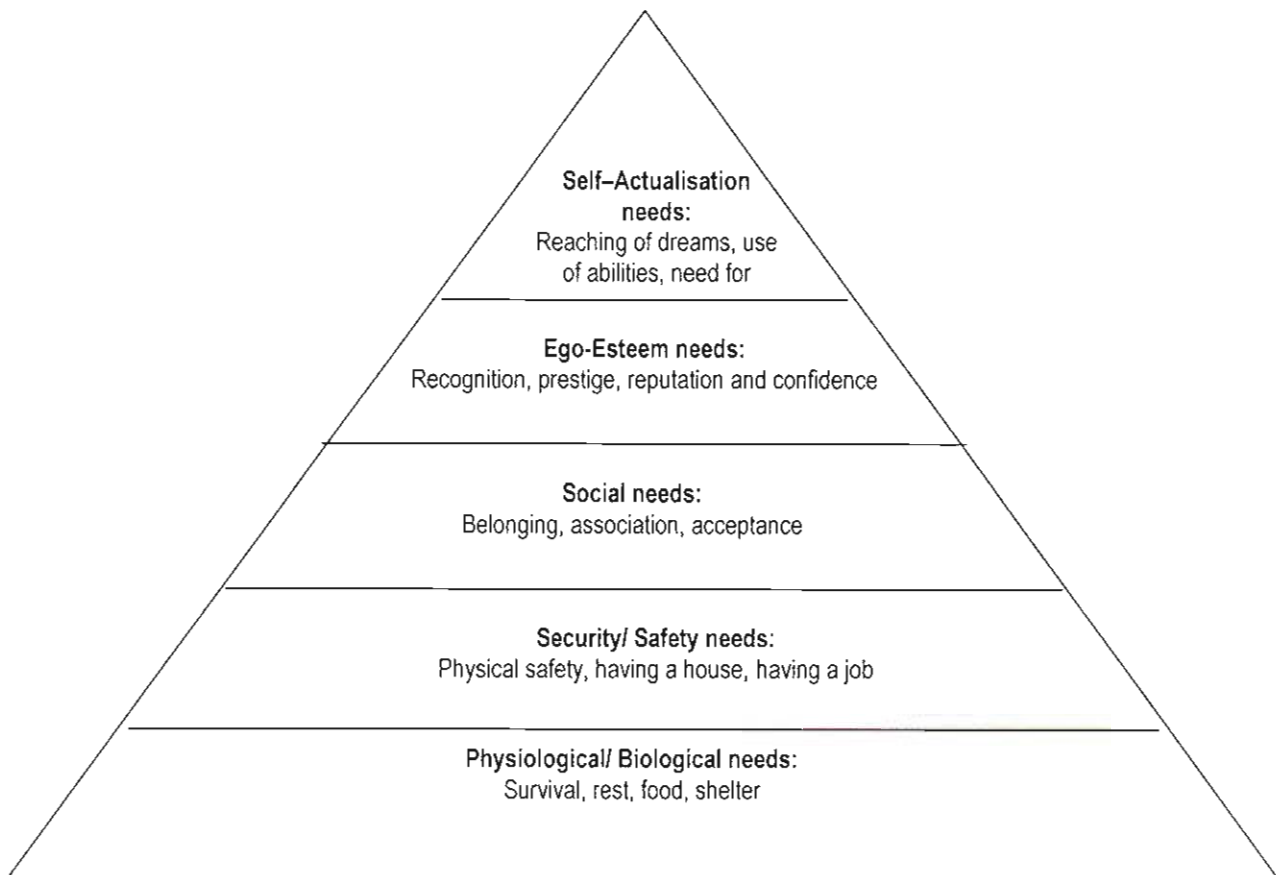 Self–Actualisation
needs:
Reaching of dreams, use
of abilities, need for
Ego-Esteem needs:
Recognition, prestige, reputation and confidence
Social needs:
Belonging, association, acceptance
Security/ Safety needs:
Physical safety, having a house, having a job
Physiological/ Biological needs:
Survival, rest, food, shelter